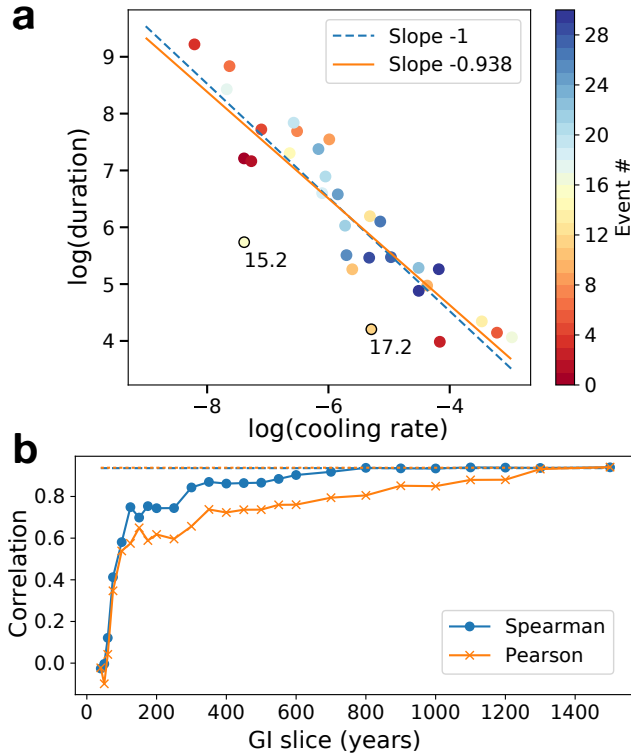 a
Slope -1
Slope -0.938
15.2
17.2
9
8
7
6
5
4
log(duration)
−8
−6
−4
log(cooling rate)
28
24
20
16
12
8
4
0
Event #
b
0.8
0.6
0.4
0.2
0.0
Correlation
Spearman
Pearson
0
200
400
600
800
1000
1200
1400
GI slice (years)